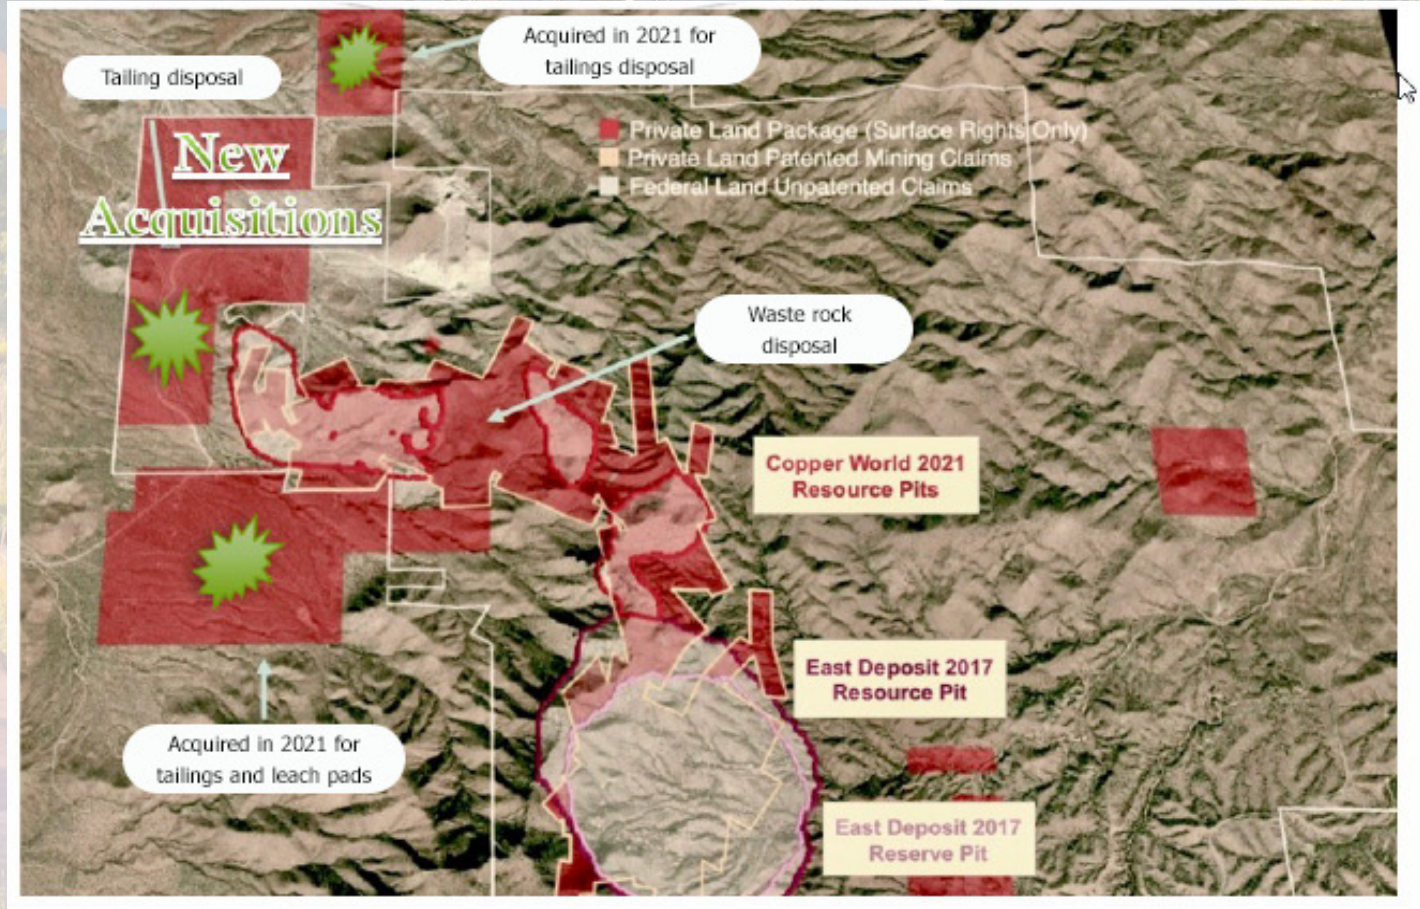 Acquired in 2021 for
tailings disposal
Tailing disposal
New
Acquisitions
Private Land Package (Surface Rights Only)
Private Land Patented Mining Claims
Federal Land Unpatented Claims
Waste rock
disposal
Copper World 2021
Resource Pits
East Deposit 2017
Resource Pit
Acquired in 2021 for
tailings and leach pads
East Deposit 2017
Reserve Pit